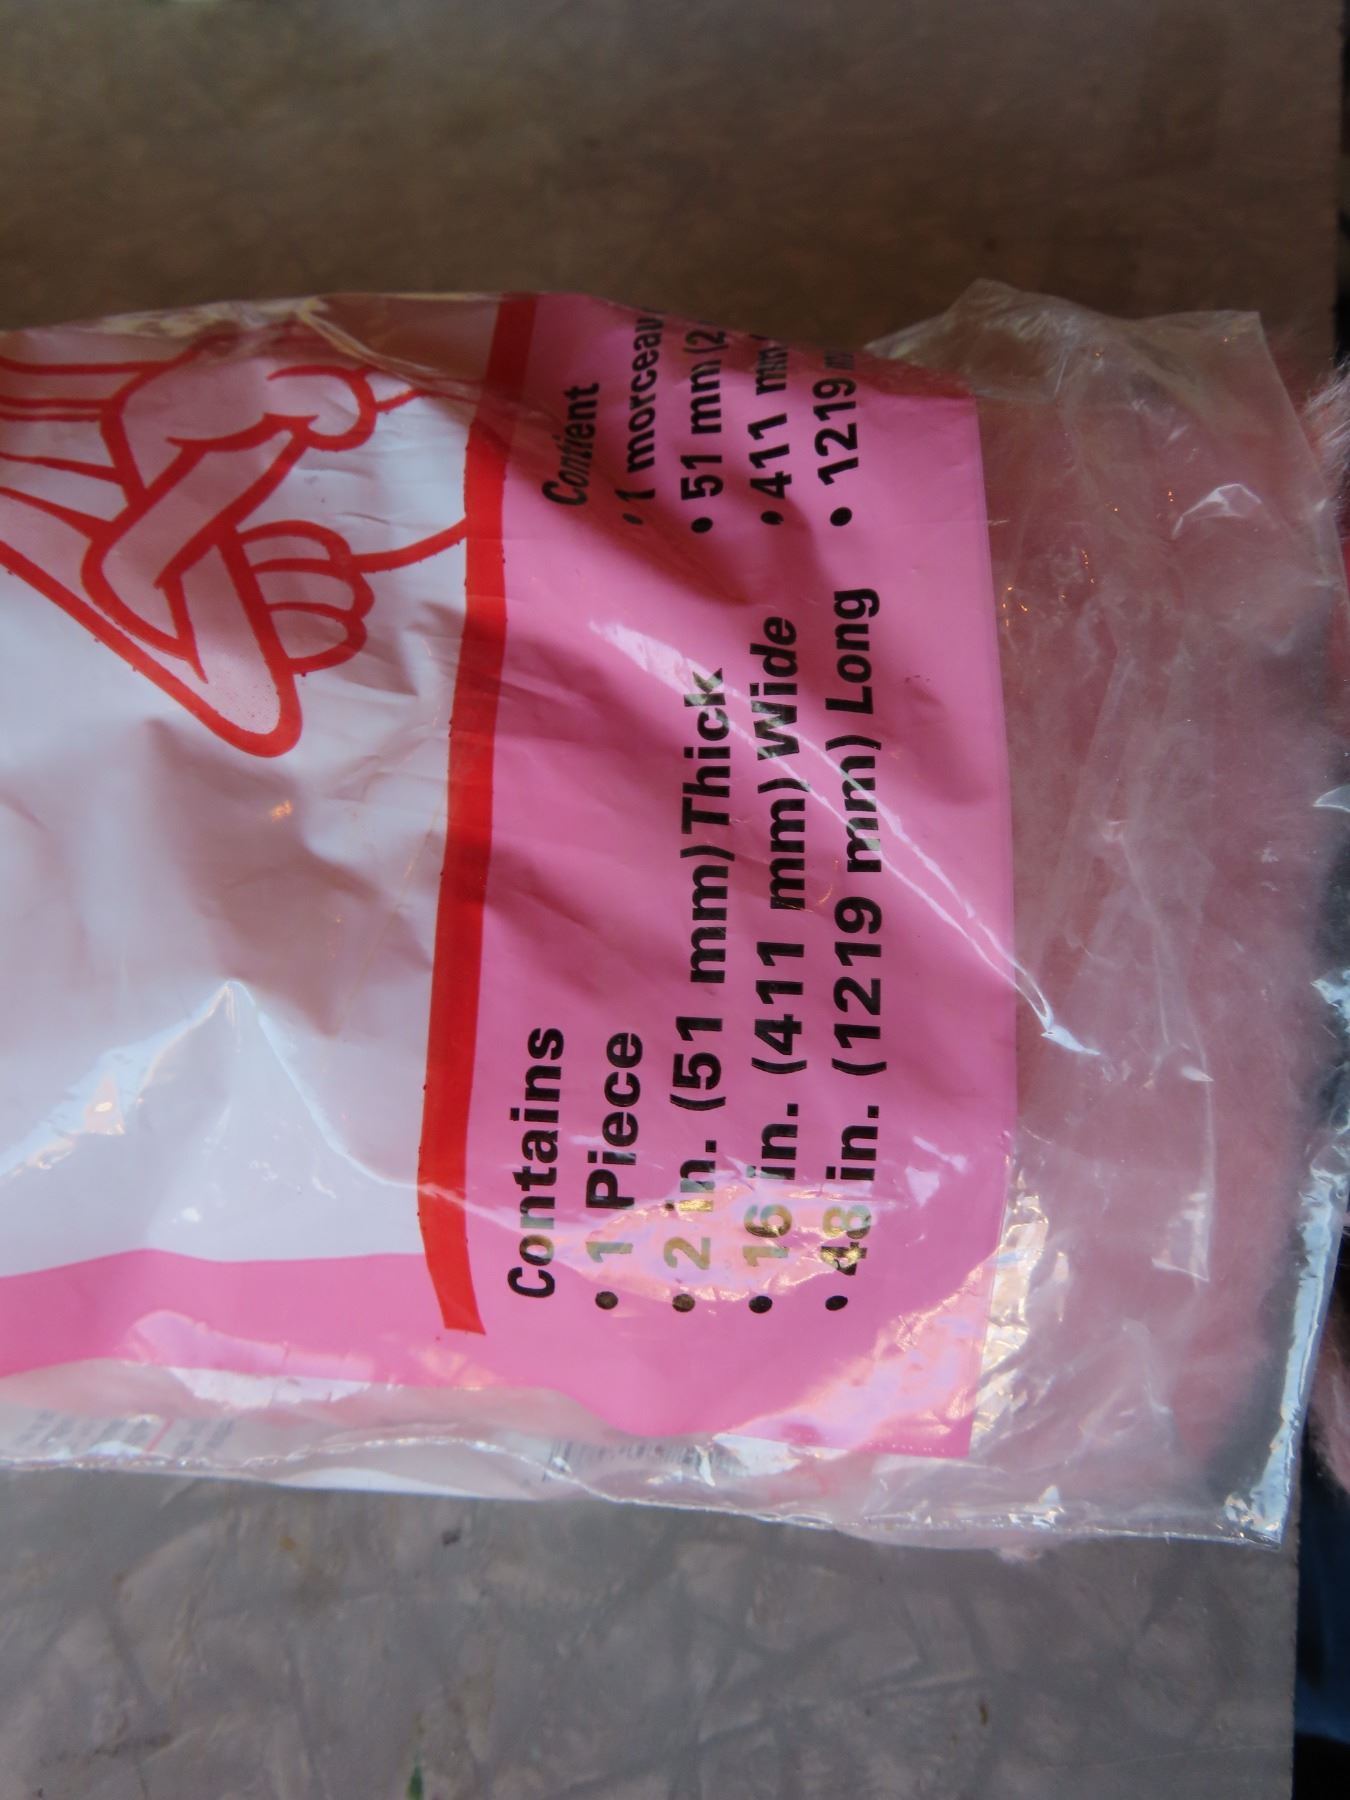 Contains
• 1 Piece
• 2 in. (51 mm) Thick
• 16 in. (411 mm) Wide
• 48 in. (1219 mm) Long
Contient
• 1 morceau
• 51 mm (2
• 411 mm
• 1219